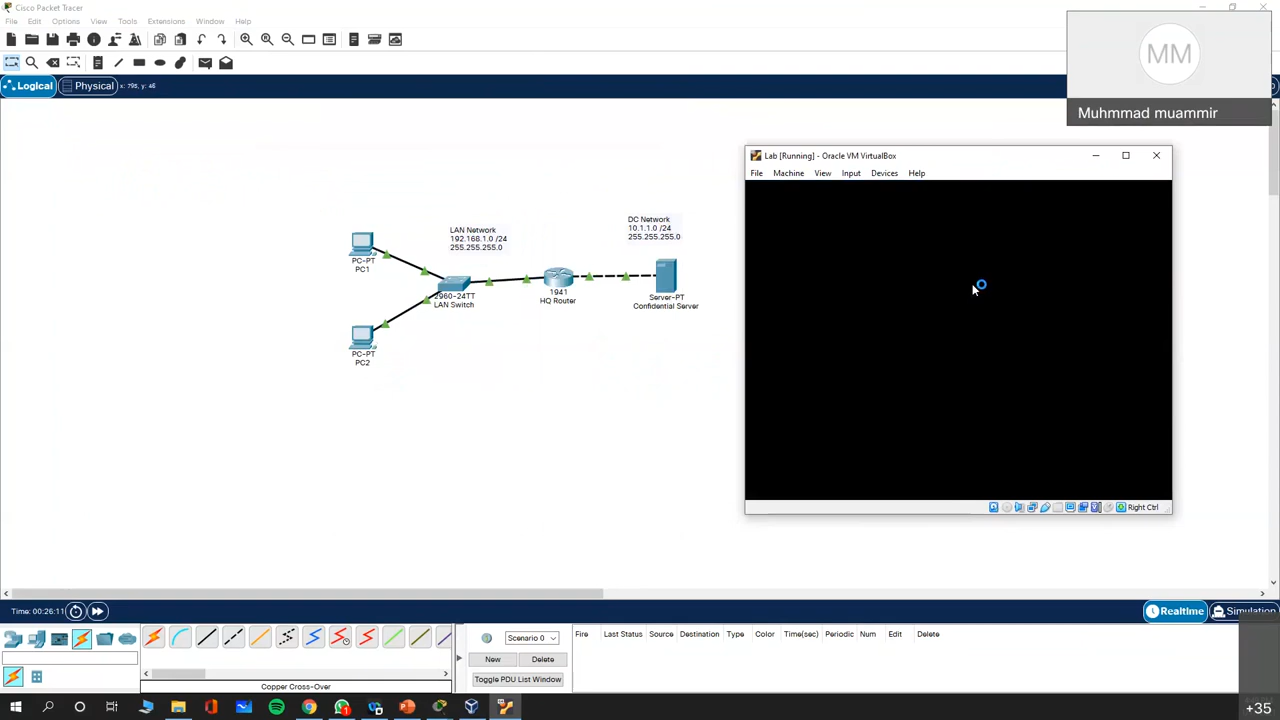 Cisco Packet Tracer
File Edit Options View Tools Extensions Window Help
Logical
Physical
x: 795, y: 46
MM
Muhmmad muammir
Lab [Running] - Oracle VM VirtualBox
File Machine View Input Devices Help
Right Ctrl
LAN Network
192.168.1.0 /24
255.255.255.0
DC Network
10.1.1.0 /24
255.255.255.0
PC-PT
PC1
2960-24TT
LAN Switch
1941
HQ Router
Server-PT
Confidential Server
PC-PT
PC2
Time: 00:26:11
Realtime
Simulation
Scenario 0
New
Delete
Toggle PDU List Window
Fire Last Status Source Destination Type Color Time(sec) Periodic Num Edit Delete
Copper Cross-Over
+35